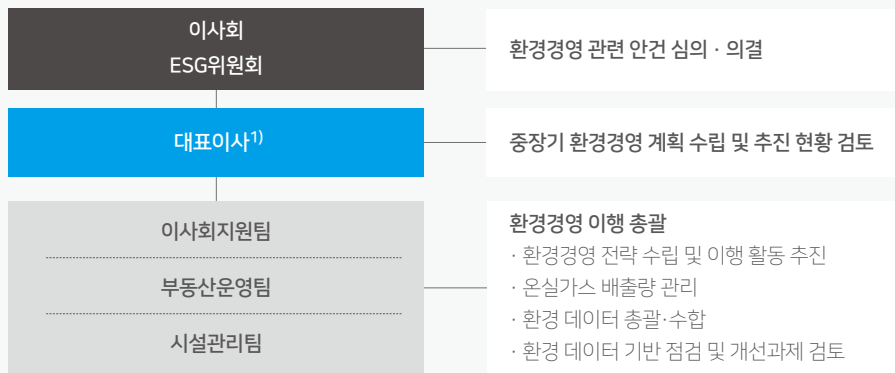 이사회
ESG위원회
환경경영 관련 안건 심의 · 의결
대표이사1)
중장기 환경경영 계획 수립 및 추진 현황 검토
이사회지원팀
부동산운영팀
시설관리팀
환경경영 이행 총괄
· 환경경영 전략 수립 및 이행 활동 추진
· 온실가스 배출량 관리
· 환경 데이터 총괄·수합
· 환경 데이터 기반 점검 및 개선과제 검토